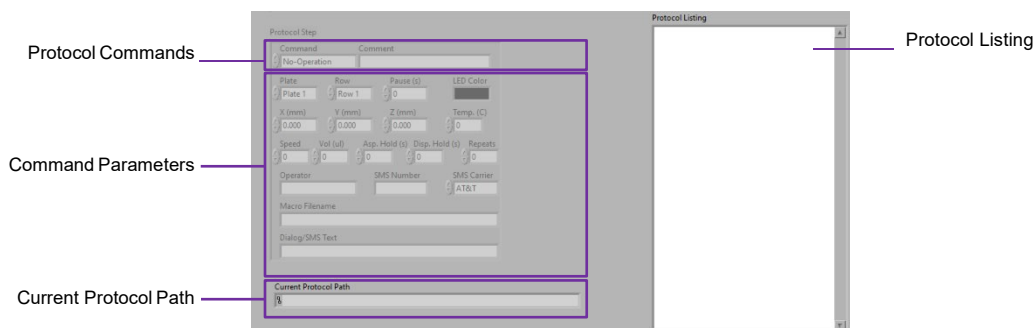 Protocol Listing
Protocol Step
Protocol Commands
Command Comment
No-Operation
Protocol Listing
Command Parameters
Plate Row Pause (s) LED Color
Plate 1 Row 1 0
X (mm) Y (mm) Z (mm) Temp. (C)
0.000 0.000 0.000 0
Speed Vol (ul) Asp. Hold (s) Disp. Hold (s) Repeats
0 0 0 0 0
Operator SMS Number SMS Carrier
AT&T
Macro Filename
Dialog/SMS Text
Current Protocol Path
Current Protocol Path
%